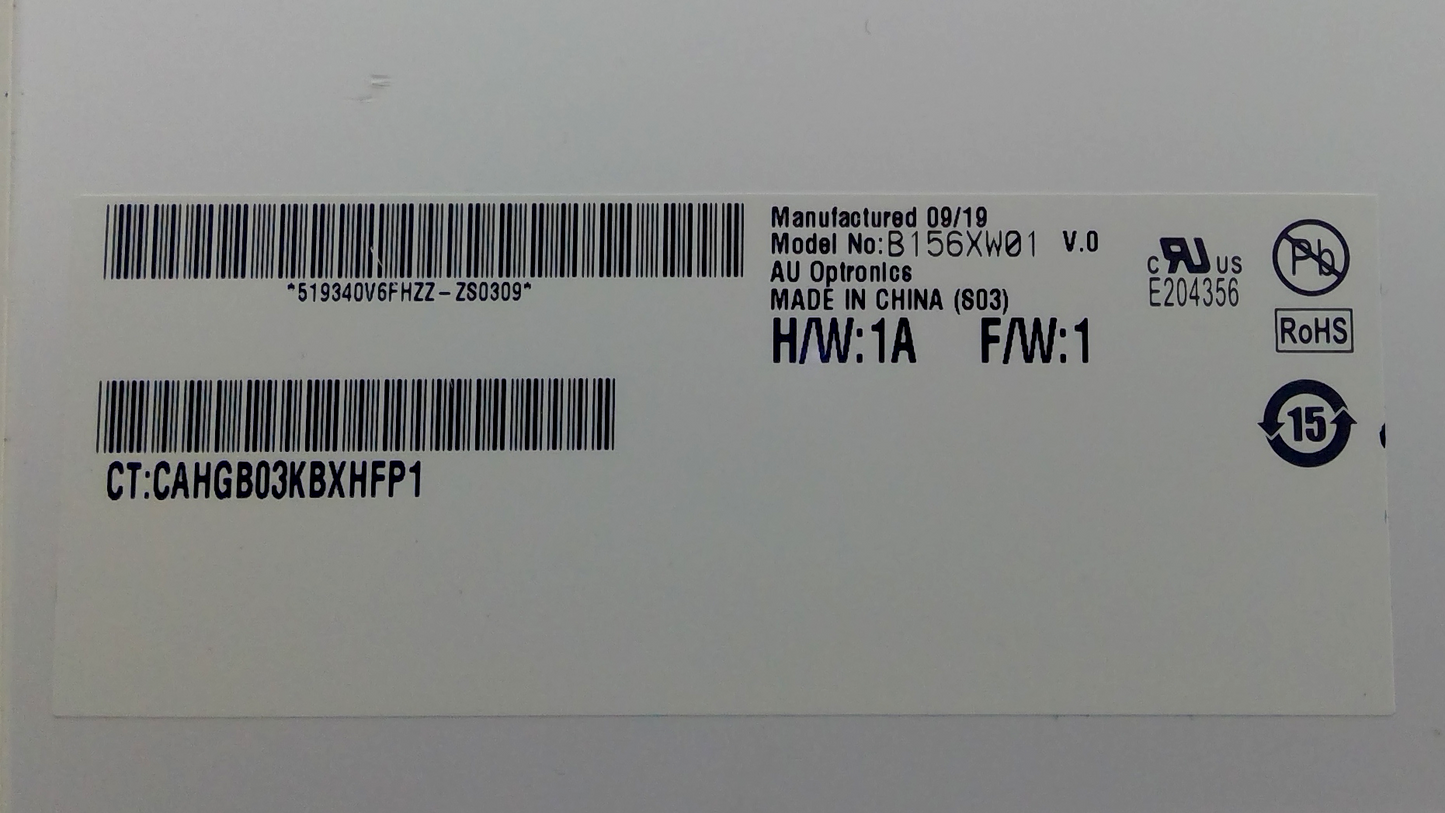 *519340V6FHZZ-ZS0309*
CT:CAHGB03KBXHFP1
Manufactured 09/19
Model No:B156XW01 V.0
AU Optronics
MADE IN CHINA (S03)
H/W:1A F/W:1
c RU US
E204356
Pb
RoHS
15